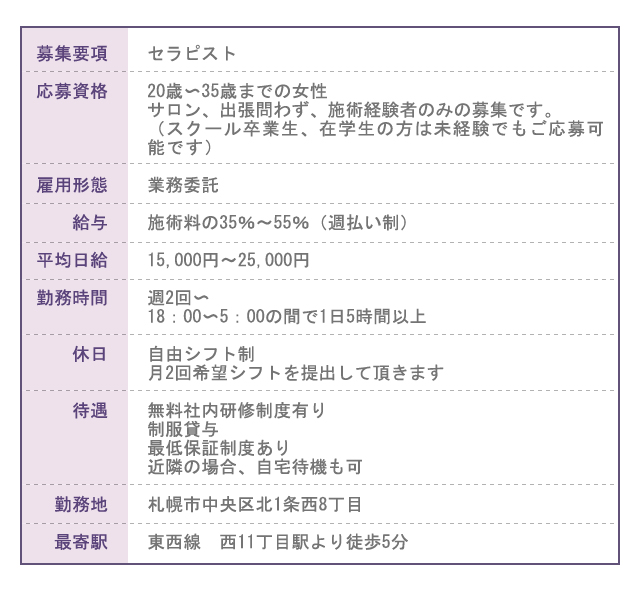 募集要項 セラピスト
応募資格 20歳〜35歳までの女性
サロン、出張問わず、施術経験者のみの募集です。
（スクール卒業生、在学生の方は未経験でもご応募可
能です）
雇用形態 業務委託
給与 施術料の35%〜55%（週払い制）
平均日給 15,000円〜25,000円
勤務時間 週2回〜
18：00〜5：00の間で1日5時間以上
休日 自由シフト制
月2回希望シフトを提出して頂きます
待遇 無料社内研修制度有り
制服貸与
最低保証制度あり
近隣の場合、自宅待機も可
勤務地 札幌市中央区北1条西8丁目
最寄駅 東西線　西11丁目駅より徒歩5分